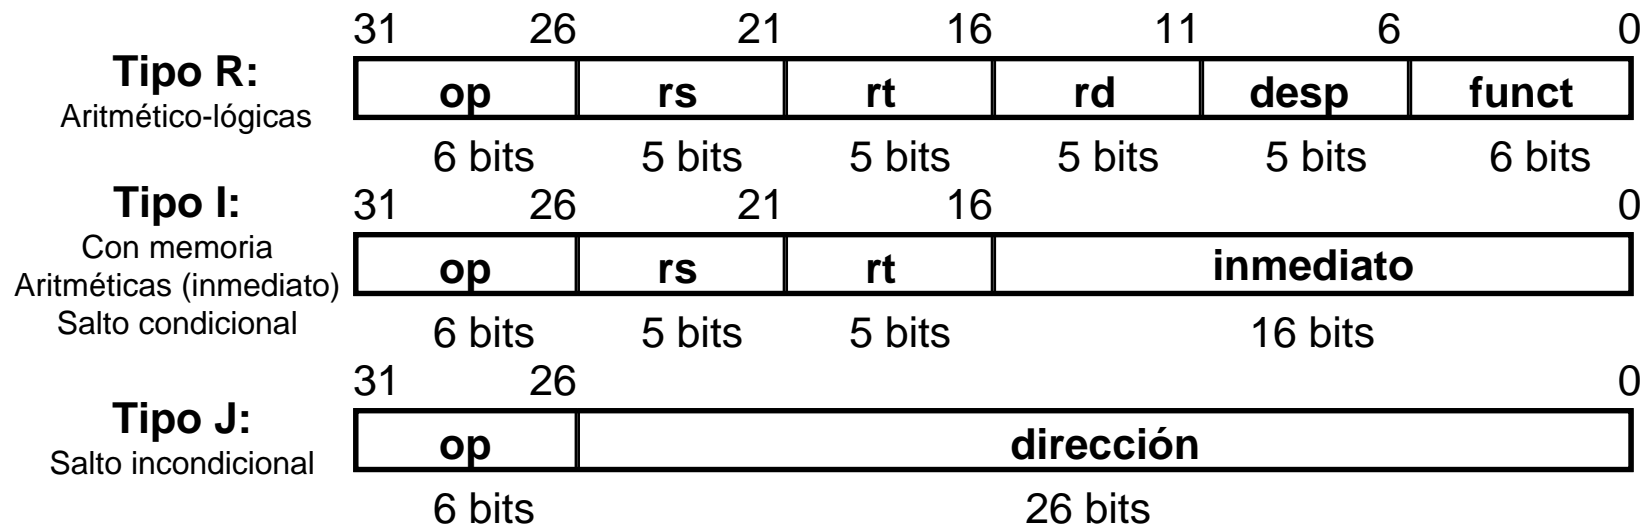 31 26 21 16 11 6 0
Tipo R:
Aritmético-lógicas
op rs rt rd desp funct
6 bits 5 bits 5 bits 5 bits 5 bits 6 bits
Tipo I:
31 26 21 16 0
Con memoria
Aritméticas (inmediato)
Salto condicional
op rs rt inmediato
6 bits 5 bits 5 bits 16 bits
31 26 0
Tipo J:
Salto incondicional
op dirección
6 bits 26 bits